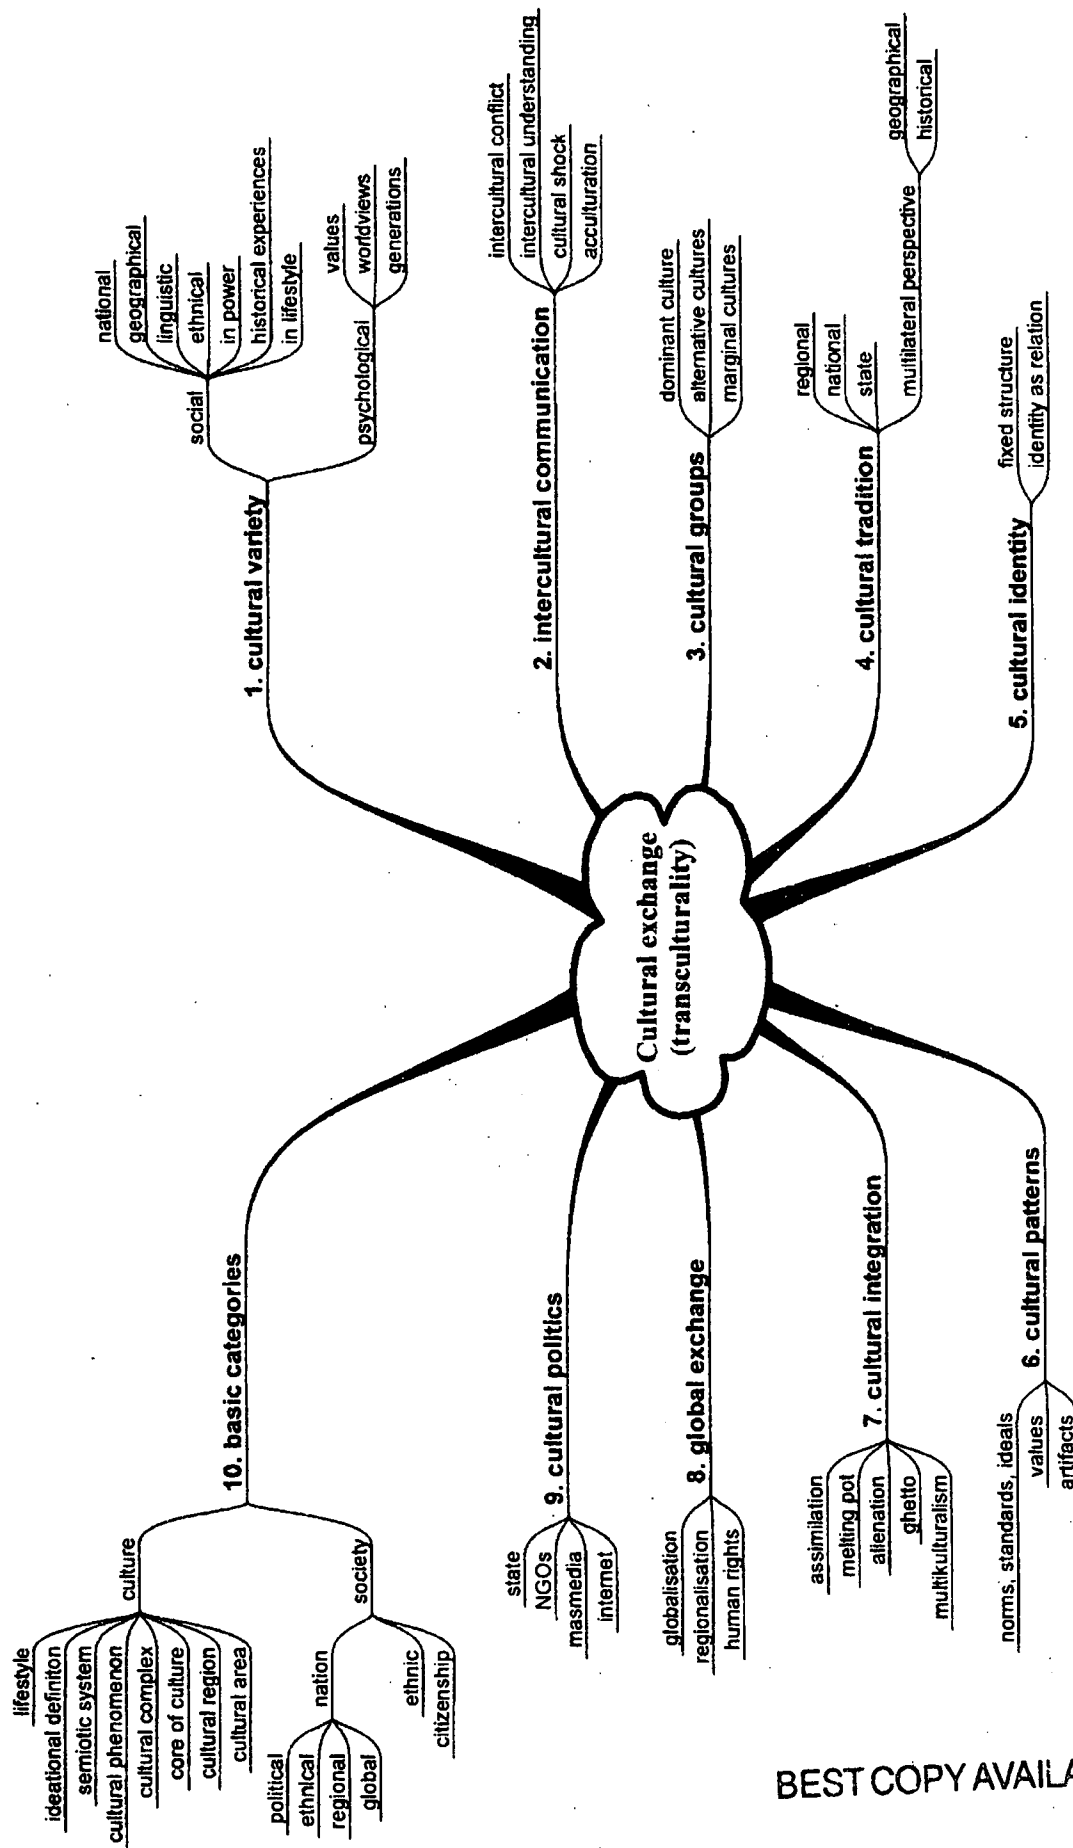 Cultural exchange
(transculturality)
1. cultural variety
social
national
geographical
linguistic
ethnical
in power
historical experiences
in lifestyle
psychological
values
worldviews
generations
2. intercultural communication
intercultural conflict
intercultural understanding
cultural shock
acculturation
3. cultural groups
dominant culture
alternative cultures
marginal cultures
4. cultural tradition
regional
national
state
multilateral perspective
geographical
historical
5. cultural identity
fixed structure
identity as relation
6. cultural patterns
norms, standards, ideals
values
artifacts
7. cultural integration
assimilation
melting pot
alienation
ghetto
multikulturalism
8. global exchange
globalisation
regionalisation
human rights
9. cultural politics
state
NGOs
masmedia
internet
10. basic categories
culture
lifestyle
ideational definiton
semiotic system
cultural phenomenon
cultural complex
core of culture
cultural region
cultural area
society
nation
political
ethnical
regional
global
ethnic
citizenship
BEST COPY AVAILA